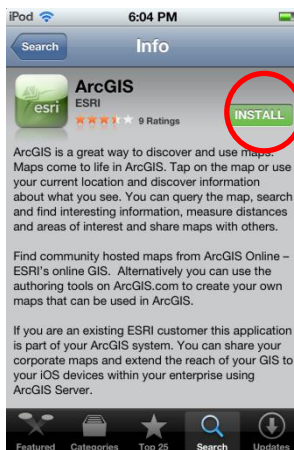 iPod 6:04 PM
Search Info
esri
ArcGIS
ESRI
9 Ratings
INSTALL
ArcGIS is a great way to discover and use maps.
Maps come to life in ArcGIS. Tap on the map or use
your current location and discover information
about what you see. You can query the map, search
and find interesting information, measure distances
and areas of interest and share maps with others.
Find community hosted maps from ArcGIS Online –
ESRI's online GIS. Alternatively you can use the
authoring tools on ArcGIS.com to create your own
maps that can be used in ArcGIS.
If you are an existing ESRI customer this application
is part of your ArcGIS system. You can share your
corporate maps and extend the reach of your GIS to
your iOS devices within your enterprise using
ArcGIS Server.
Featured Categories Top 25 Search Updates